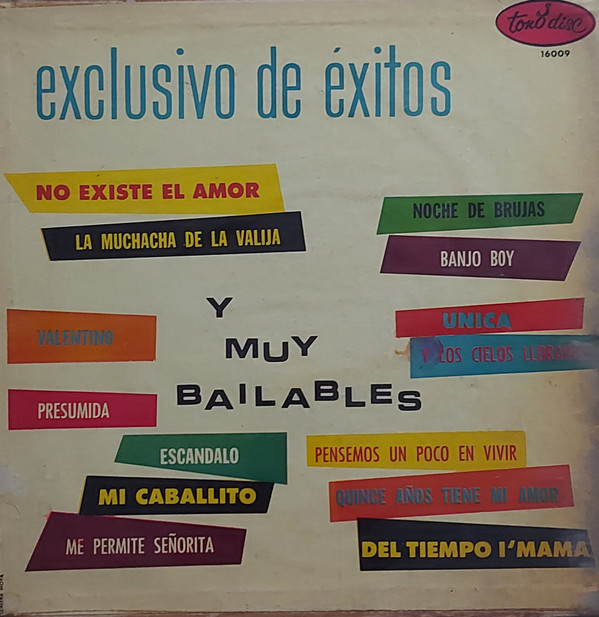 tono disc
16009
exclusivo de éxitos
NO EXISTE EL AMOR
LA MUCHACHA DE LA VALIJA
NOCHE DE BRUJAS
BANJO BOY
Y
MUY
BAILABLES
VALENTINO
PRESUMIDA
UNICA
Y LOS CIELOS
ESCANDALO
MI CABALLITO
ME PERMITE SEÑORITA
PENSEMOS UN POCO EN VIVIR
QUINCE AÑOS TIENE MI AMOR
DEL TIEMPO I'MAMA